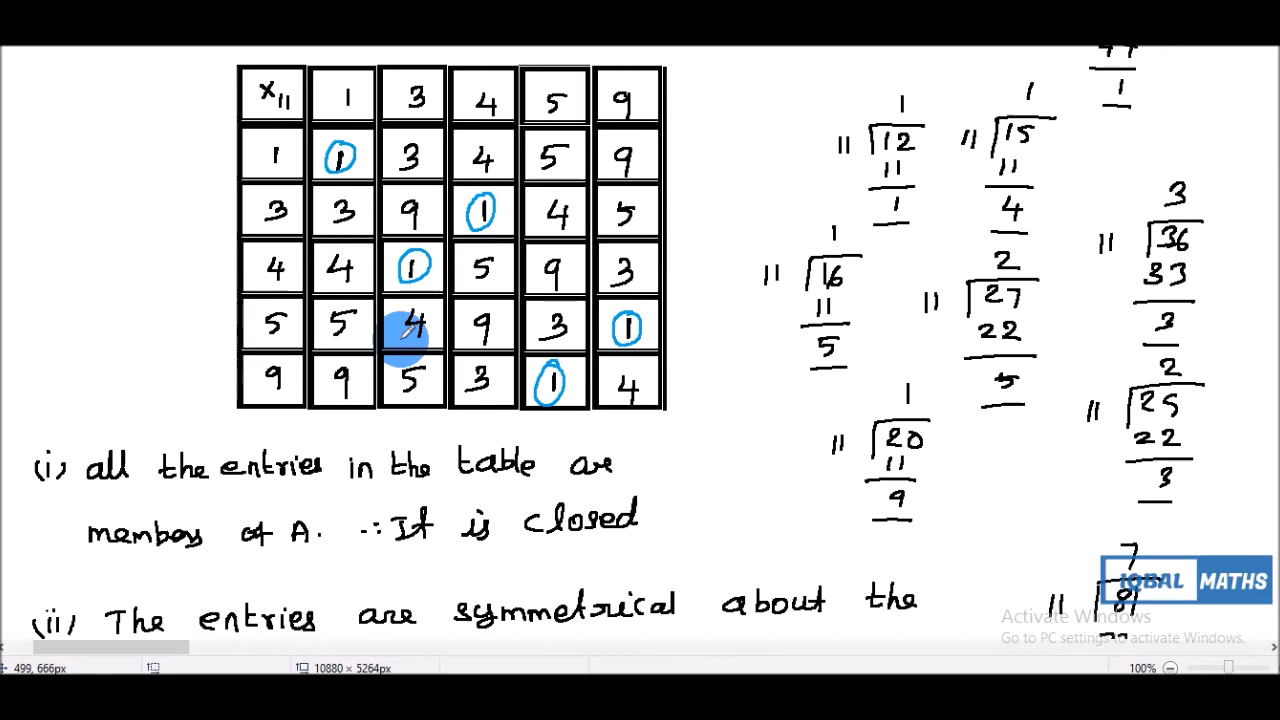 ×11 1 3 4 5 9
1 1 3 4 5 9
3 3 9 1 4 5
4 4 1 5 9 3
5 5 4 9 3 1
9 9 5 3 1 4
(i) all the entries in the table are
members of A. ∴ It is closed
(ii) The entries are symmetrical about the
1
11 12
11
1
1
11 15
11
4
1
1
11 16
11
5
2
11 27
22
5
3
11 36
33
3
2
11 25
22
3
1
11 20
11
9
7
11 81
IQBAL MATHS
Activate Windows
Go to PC settings to activate Windows.
499, 666px
10880 × 5264px
100%